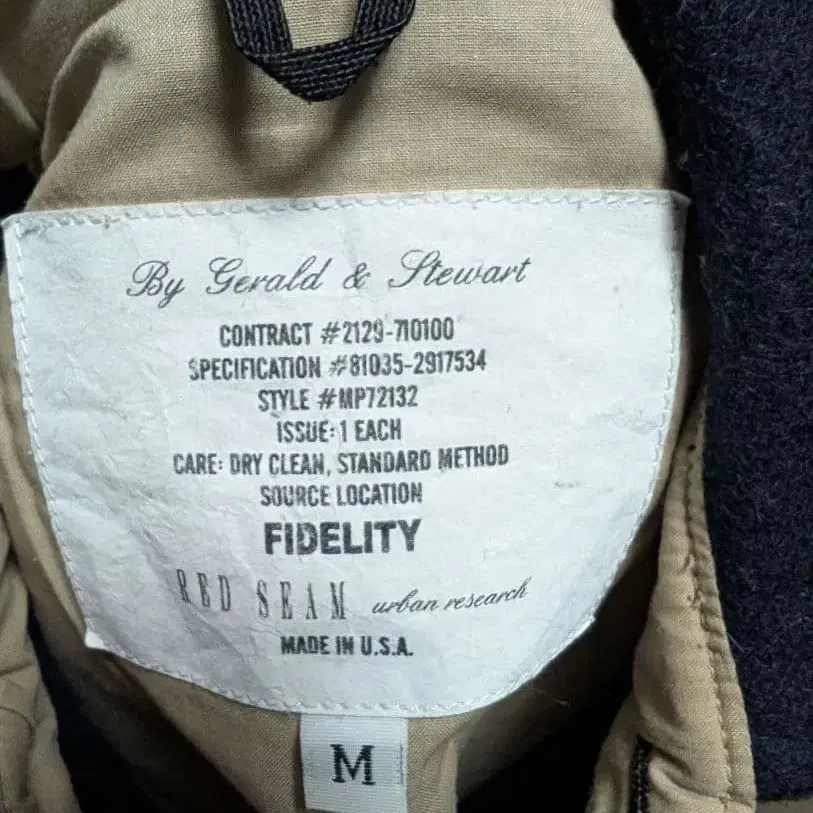 By Gerald & Stewart
CONTRACT #2129-710100
SPECIFICATION #81035-2917534
STYLE #MP72132
ISSUE: 1 EACH
CARE: DRY CLEAN, STANDARD METHOD
SOURCE LOCATION
FIDELITY
RED SEAM urban research
MADE IN U.S.A.
M